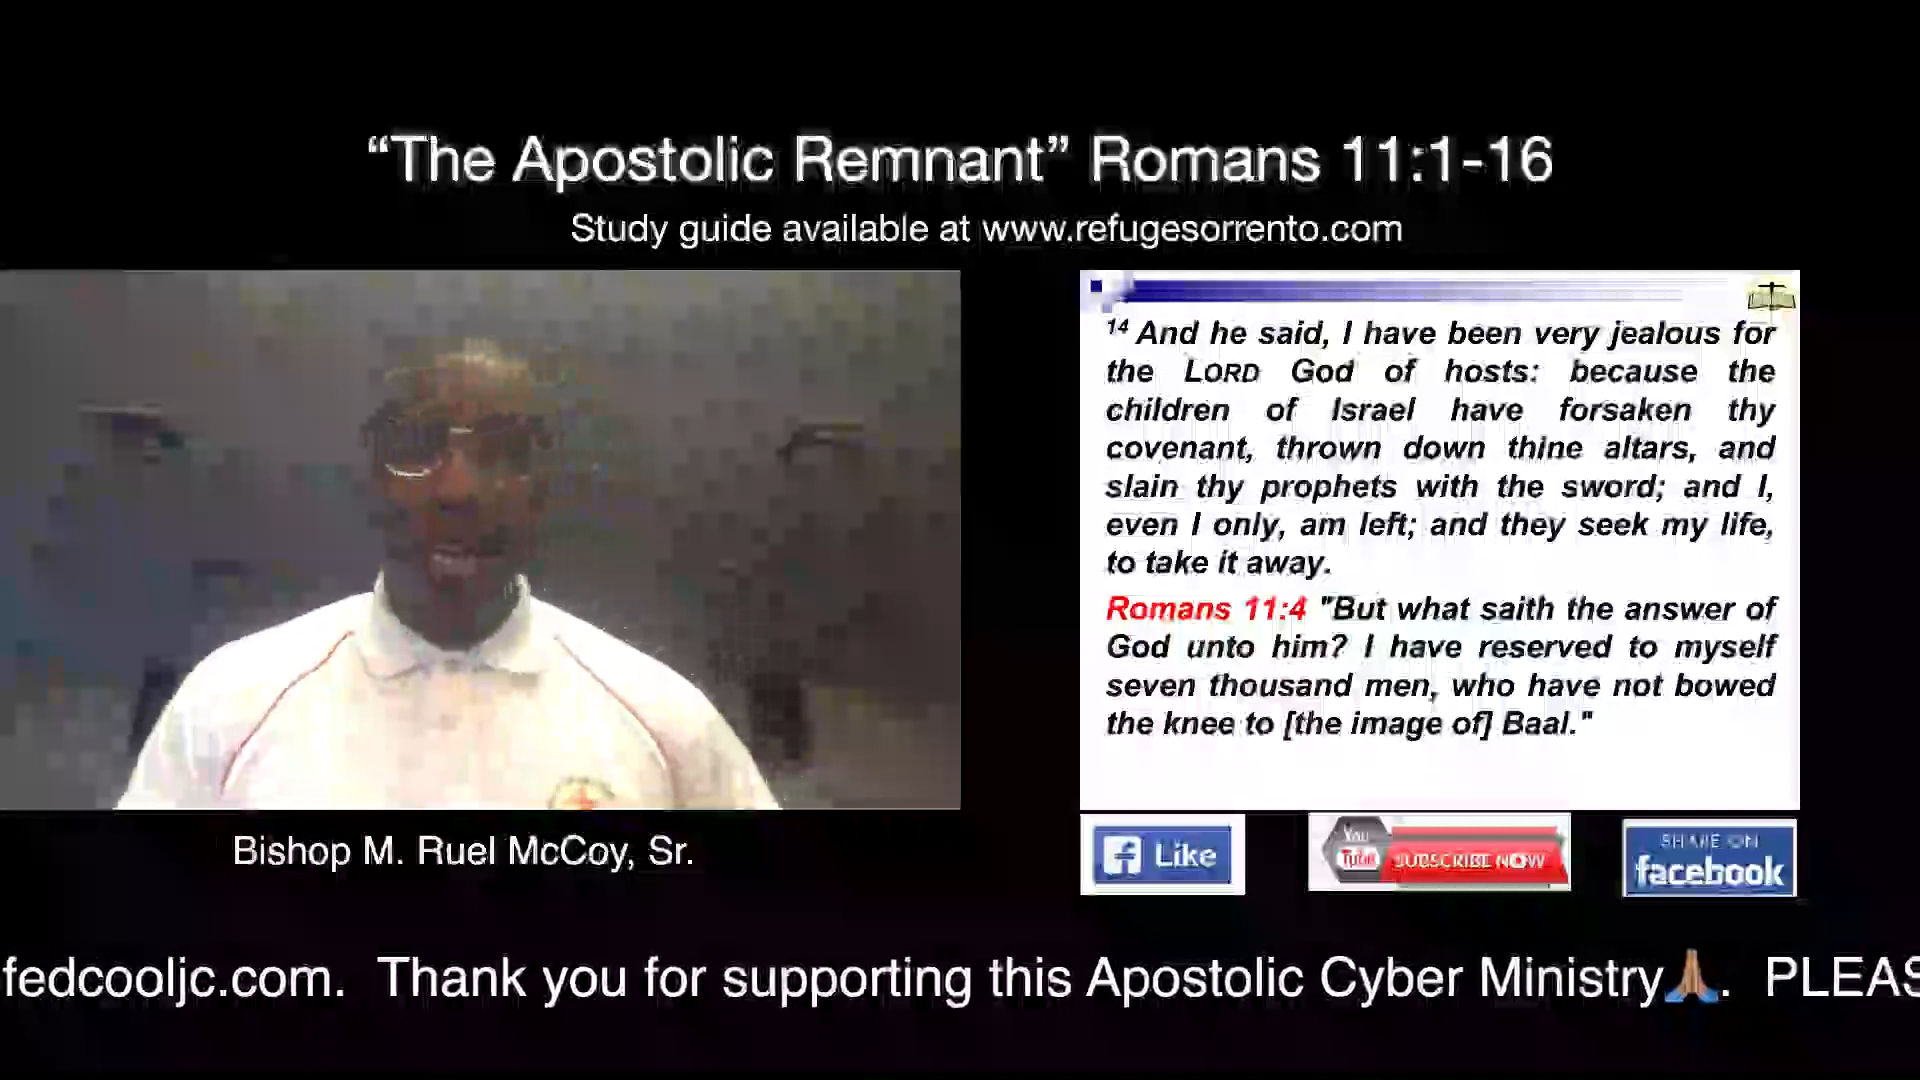 “The Apostolic Remnant” Romans 11:1-16
Study guide available at www.refugesorrento.com
14 And he said, I have been very jealous for
the LORD God of hosts: because the
children of Israel have forsaken thy
covenant, thrown down thine altars, and
slain thy prophets with the sword; and I,
even I only, am left; and they seek my life,
to take it away.
Romans 11:4 "But what saith the answer of
God unto him? I have reserved to myself
seven thousand men, who have not bowed
the knee to [the image of] Baal."
Bishop M. Ruel McCoy, Sr.
Like
You
Tube
SUBSCRIBE NOW
SHARE ON
facebook
fedcooljc.com. Thank you for supporting this Apostolic Cyber Ministry🙏🏽. PLEAS